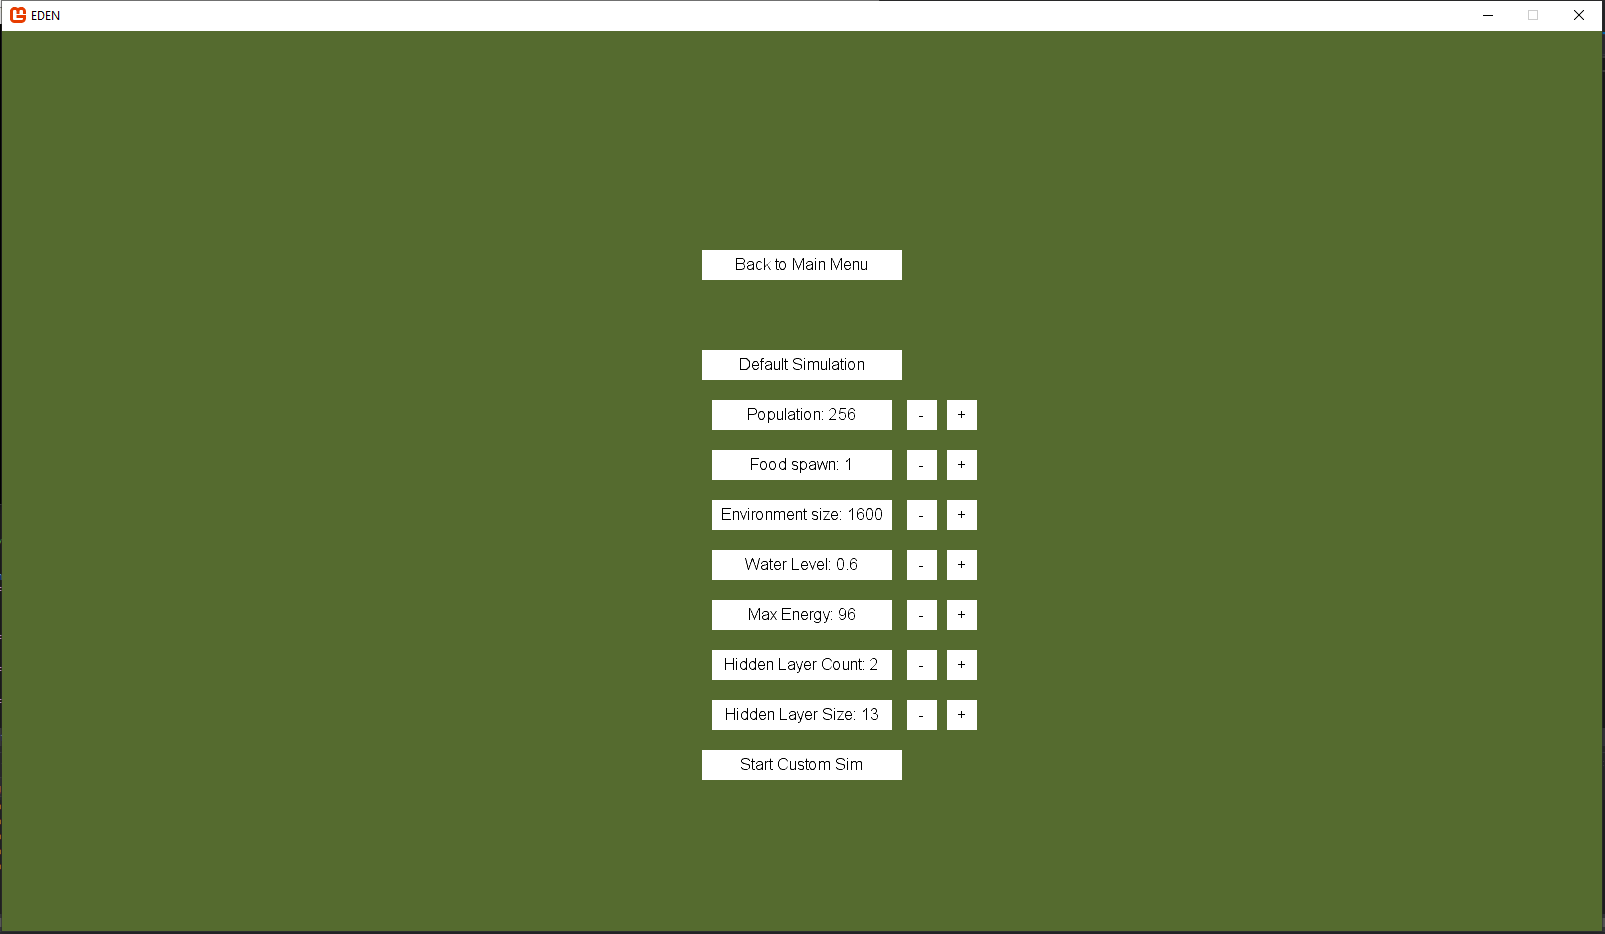 EDEN
Back to Main Menu
Default Simulation
Population: 256 - +
Food spawn: 1 - +
Environment size: 1600 - +
Water Level: 0.6 - +
Max Energy: 96 - +
Hidden Layer Count: 2 - +
Hidden Layer Size: 13 - +
Start Custom Sim